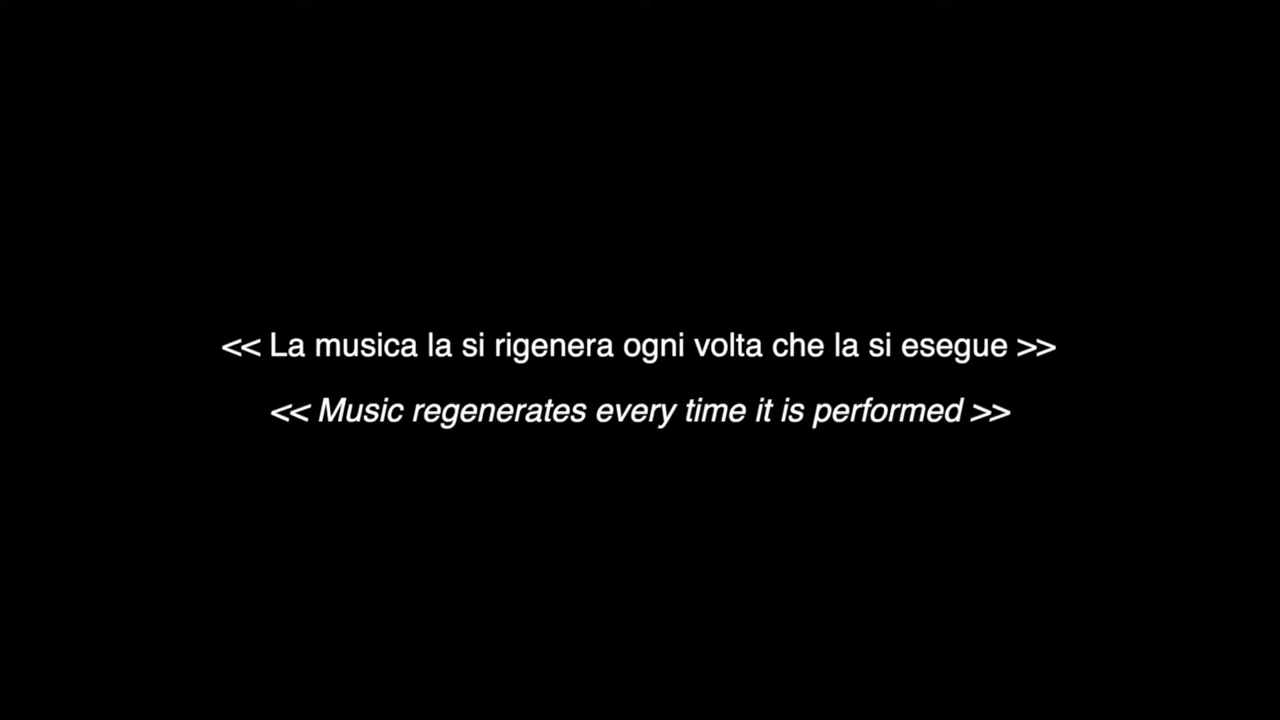 << La musica la si rigenera ogni volta che la si esegue >>
<< Music regenerates every time it is performed >>